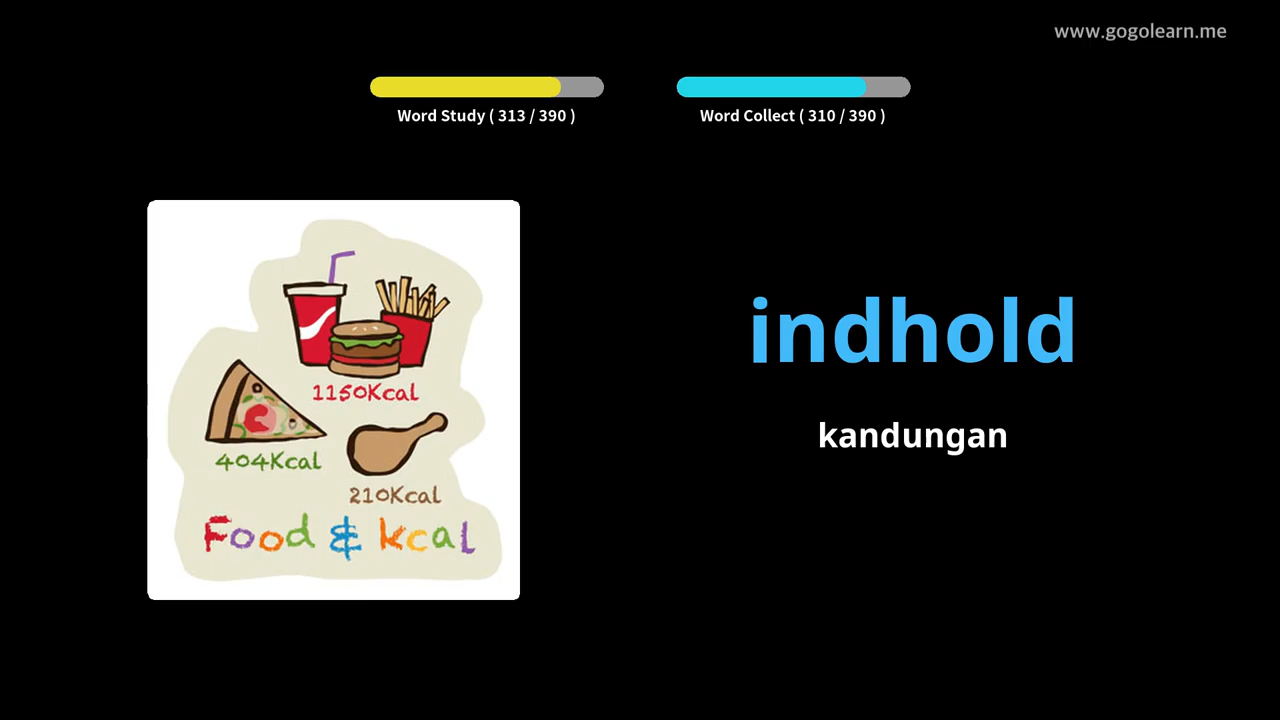 www.gogolearn.me
Word Study ( 313 / 390 )
Word Collect ( 310 / 390 )
1150Kcal
404Kcal
210Kcal
Food & kcal
indhold
kandungan